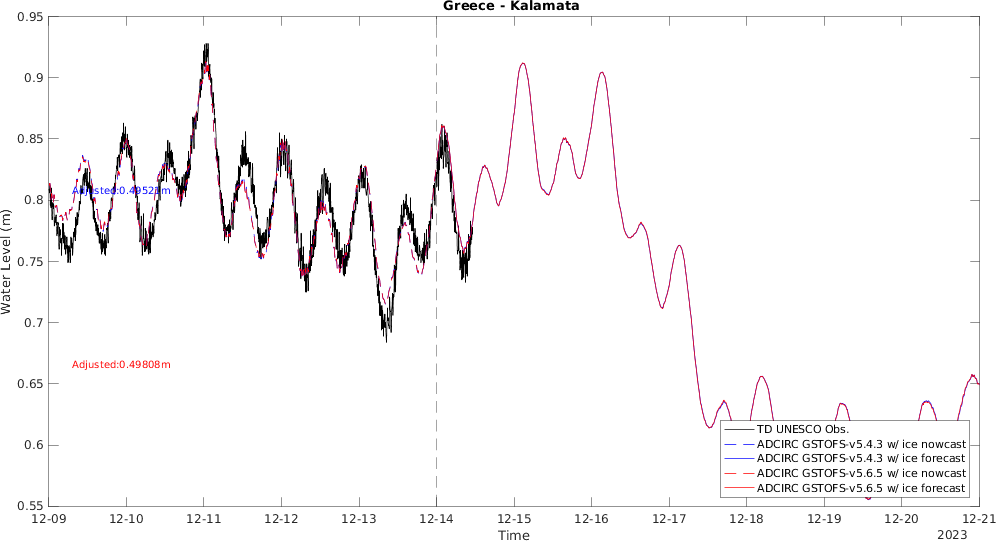 Greece - Kalamata
0.95
0.9
0.85
0.8
0.75
0.7
0.65
0.6
0.55
Water Level (m)
Adjusted:0.49521m
Adjusted:0.49808m
TD UNESCO Obs.
ADCIRC GSTOFS-v5.4.3 w/ ice nowcast
ADCIRC GSTOFS-v5.4.3 w/ ice forecast
ADCIRC GSTOFS-v5.6.5 w/ ice nowcast
ADCIRC GSTOFS-v5.6.5 w/ ice forecast
12-09 12-10 12-11 12-12 12-13 12-14 12-15 12-16 12-17 12-18 12-19 12-20 12-21
Time
2023